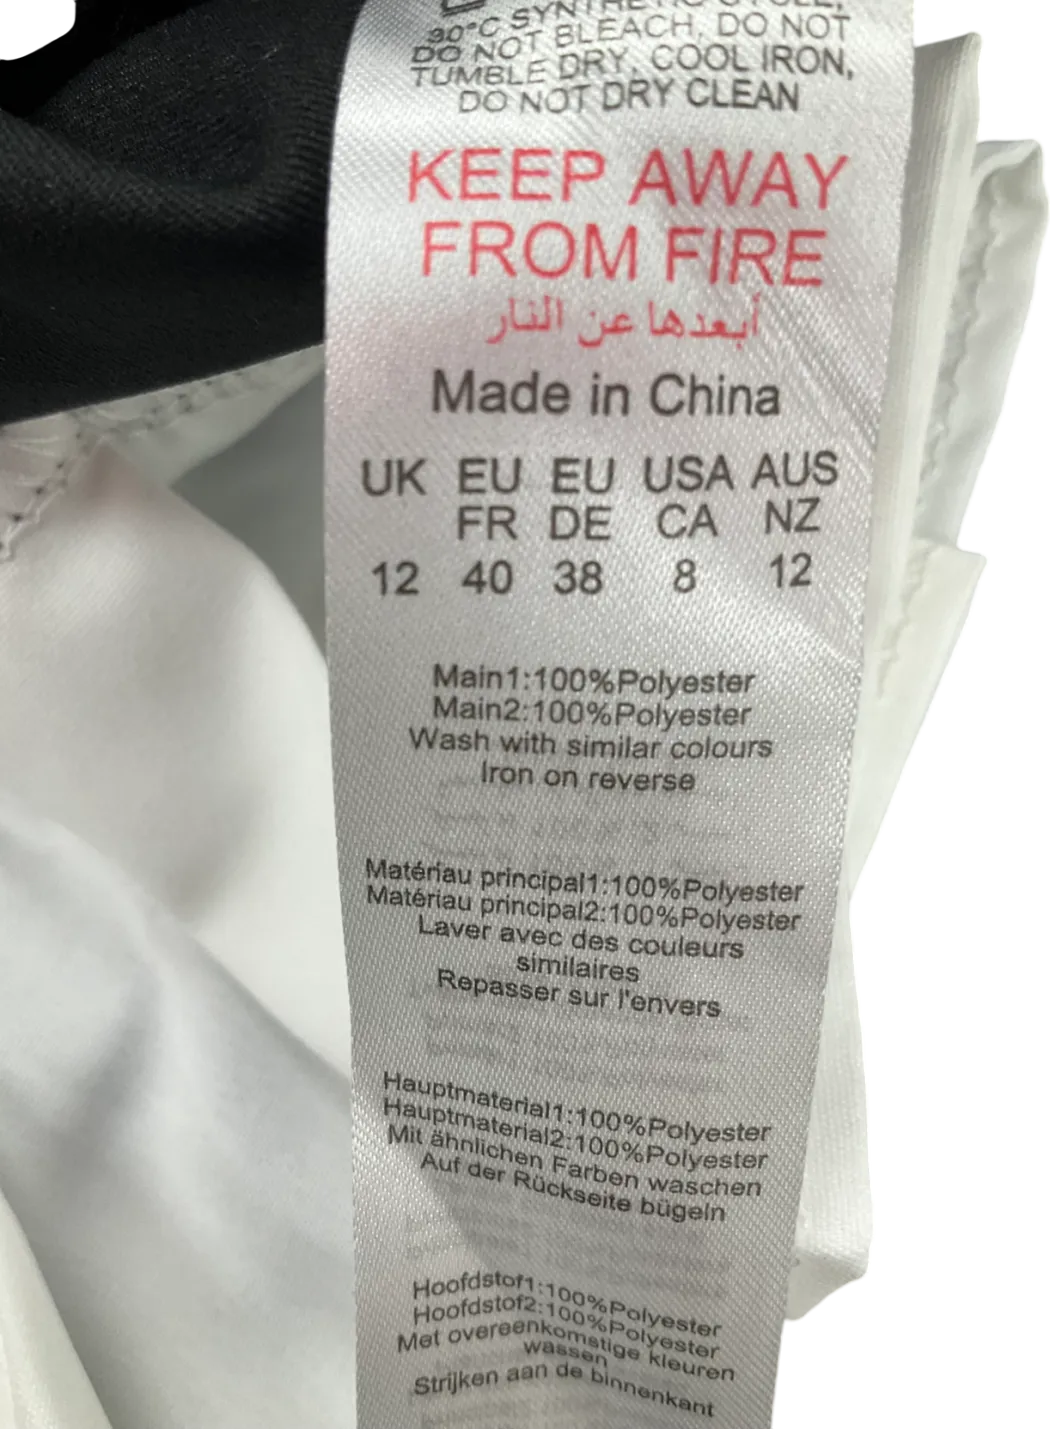 30°C SYNTHETIC CYCLE,
DO NOT BLEACH, DO NOT
TUMBLE DRY, COOL IRON,
DO NOT DRY CLEAN
KEEP AWAY
FROM FIRE
أبعدها عن النار
Made in China
UK EU EU USA AUS
FR DE CA NZ
12 40 38 8 12
Main1:100%Polyester
Main2:100%Polyester
Wash with similar colours
Iron on reverse
Matériau principal1:100%Polyester
Matériau principal2:100%Polyester
Laver avec des couleurs
similaires
Repasser sur l'envers
Hauptmaterial1:100%Polyester
Hauptmaterial2:100%Polyester
Mit ähnlichen Farben waschen
Auf der Rückseite bügeln
Hoofdstof1:100%Polyester
Hoofdstof2:100%Polyester
Met overeenkomstige kleuren
wassen
Strijken aan de binnenkant